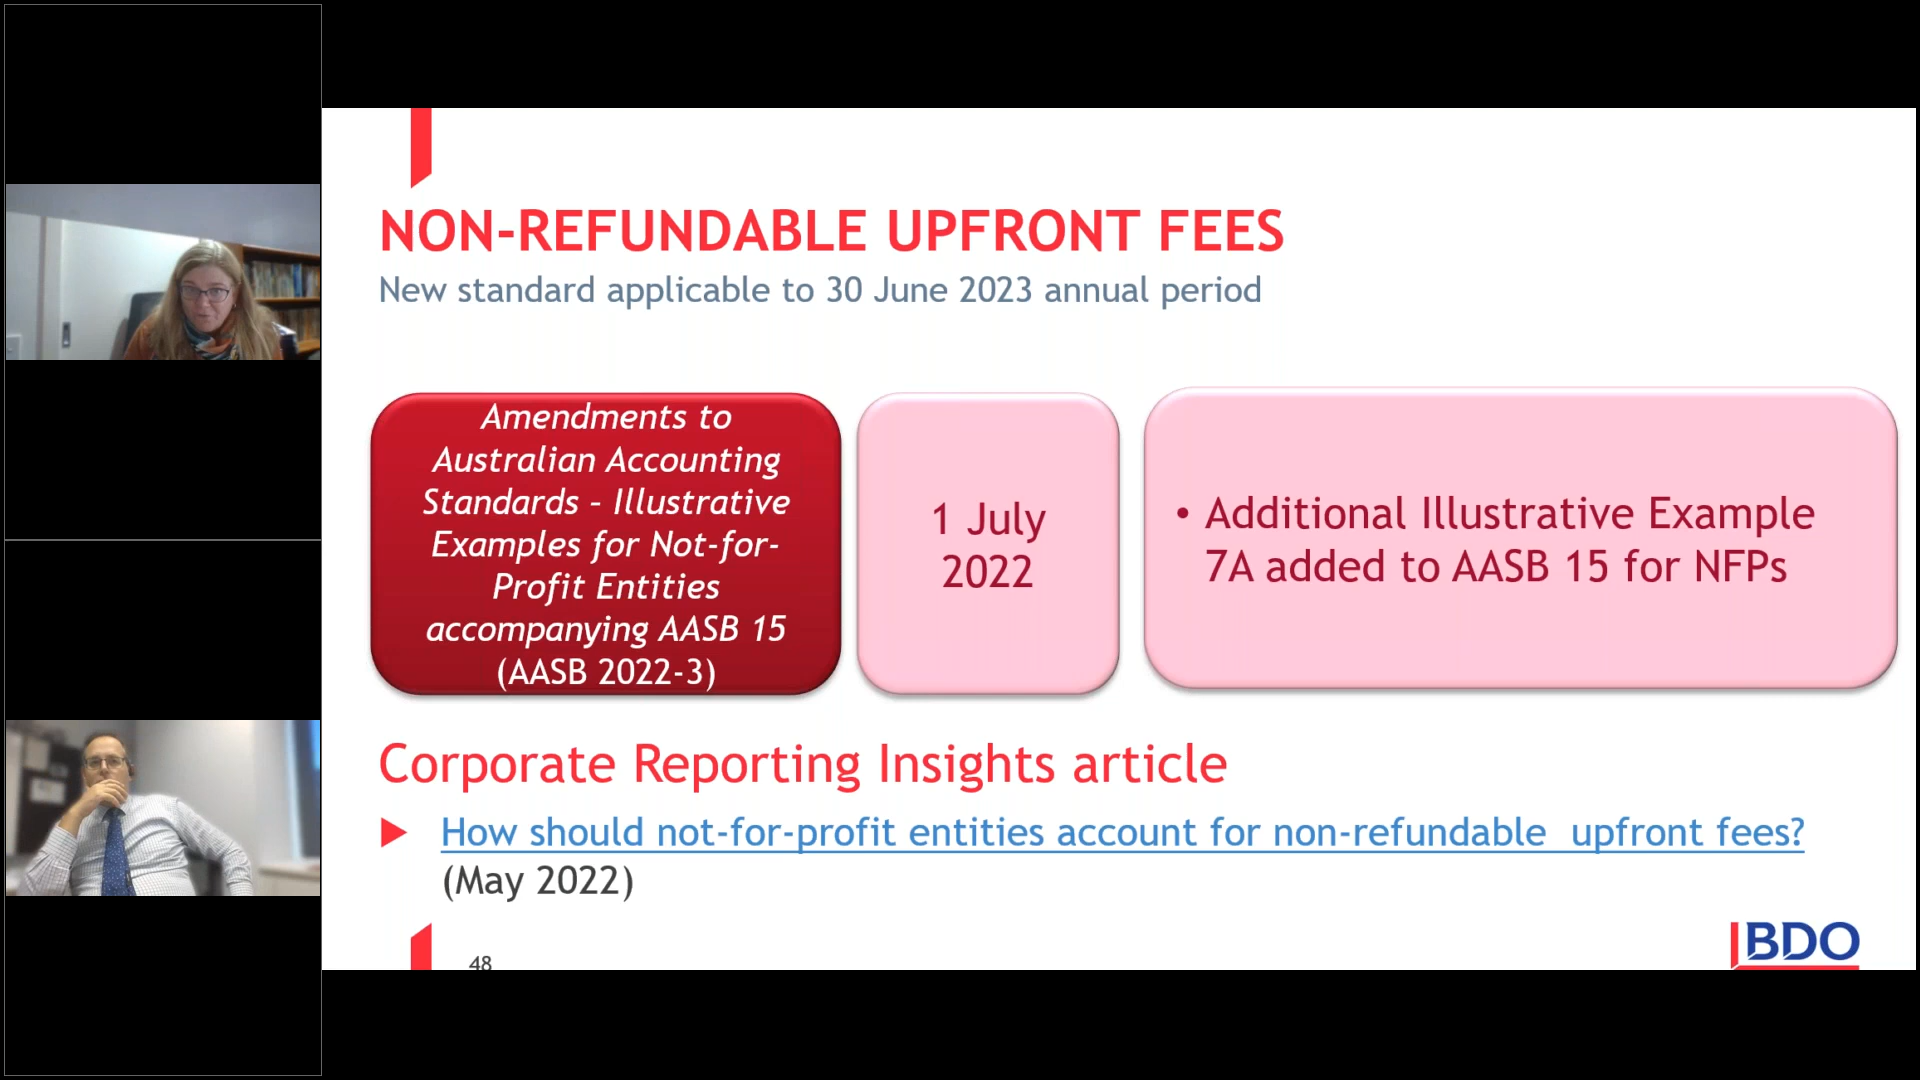 NON-REFUNDABLE UPFRONT FEES
New standard applicable to 30 June 2023 annual period
Amendments to
Australian Accounting
Standards – Illustrative
Examples for Not-for-
Profit Entities
accompanying AASB 15
(AASB 2022-3)
1 July
2022
• Additional Illustrative Example
7A added to AASB 15 for NFPs
Corporate Reporting Insights article
How should not-for-profit entities account for non-refundable  upfront fees?
(May 2022)
48
BDO